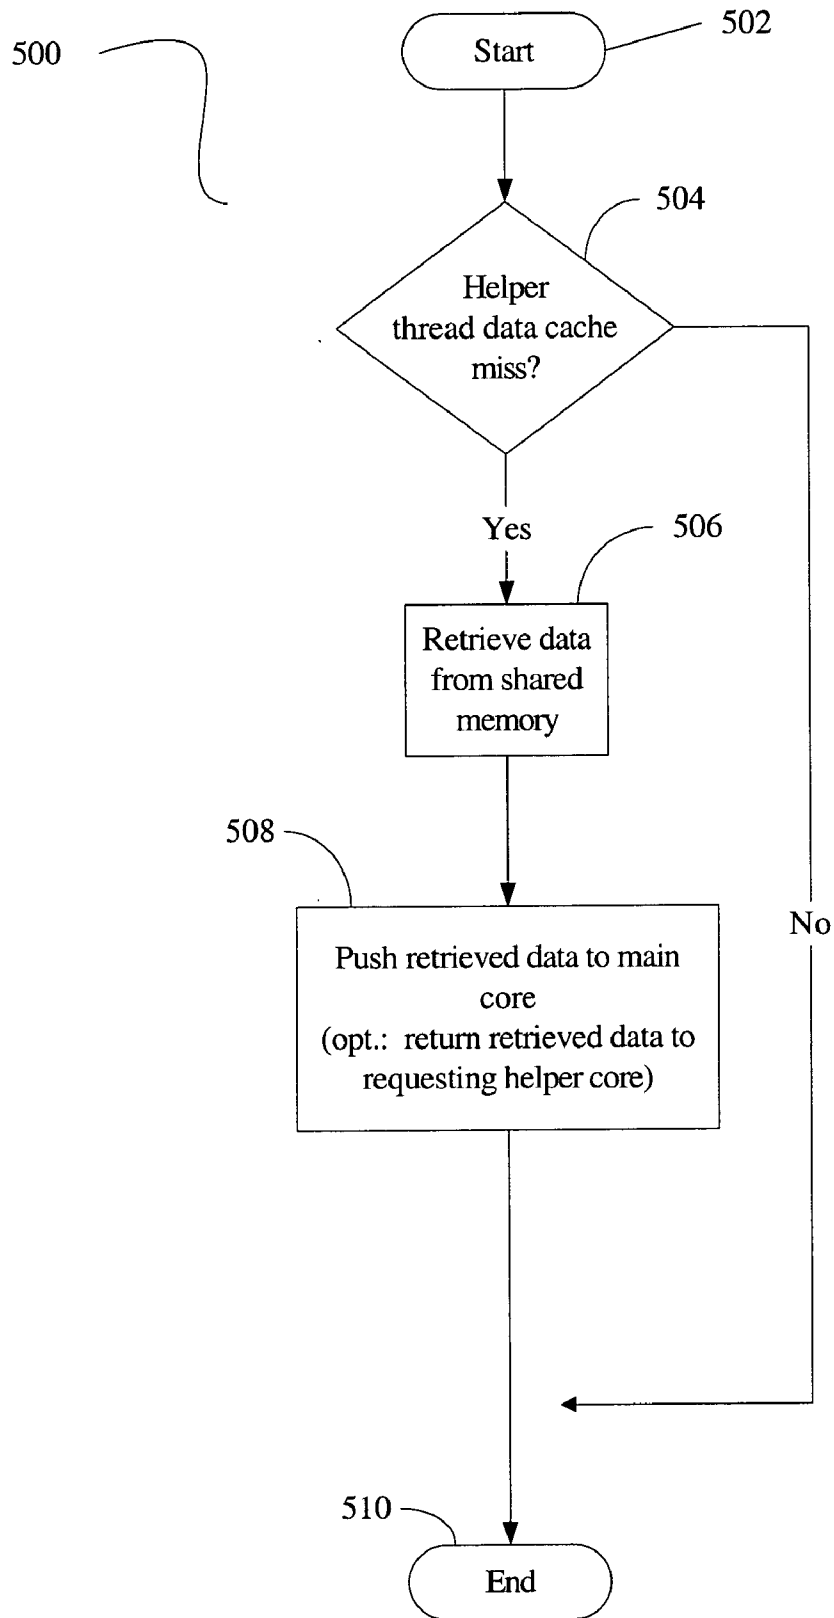 502
Start
500
504
Helper
thread data cache
miss?
Yes
506
Retrieve data
from shared
memory
508
No
Push retrieved data to main
core
(opt.: return retrieved data to
requesting helper core)
510
End